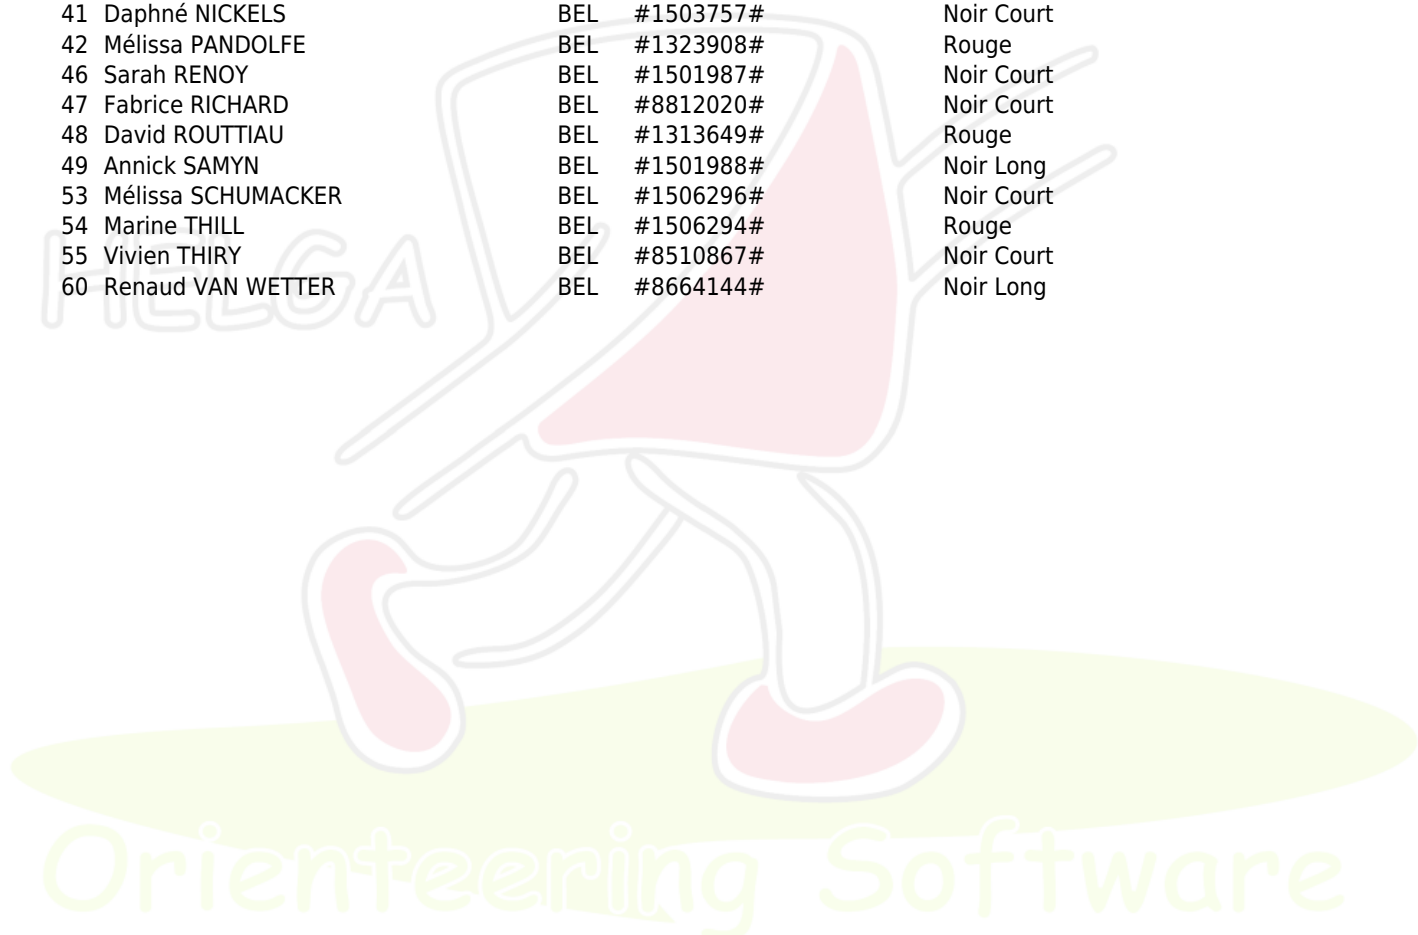 41 Daphné NICKELS BEL #1503757# Noir Court
42 Mélissa PANDOLFE BEL #1323908# Rouge
46 Sarah RENOY BEL #1501987# Noir Court
47 Fabrice RICHARD BEL #8812020# Noir Court
48 David ROUTTIAU BEL #1313649# Rouge
49 Annick SAMYN BEL #1501988# Noir Long
53 Mélissa SCHUMACKER BEL #1506296# Noir Court
54 Marine THILL BEL #1506294# Rouge
55 Vivien THIRY BEL #8510867# Noir Court
60 Renaud VAN WETTER BEL #8664144# Noir Long
HELGA
Orienteering Software